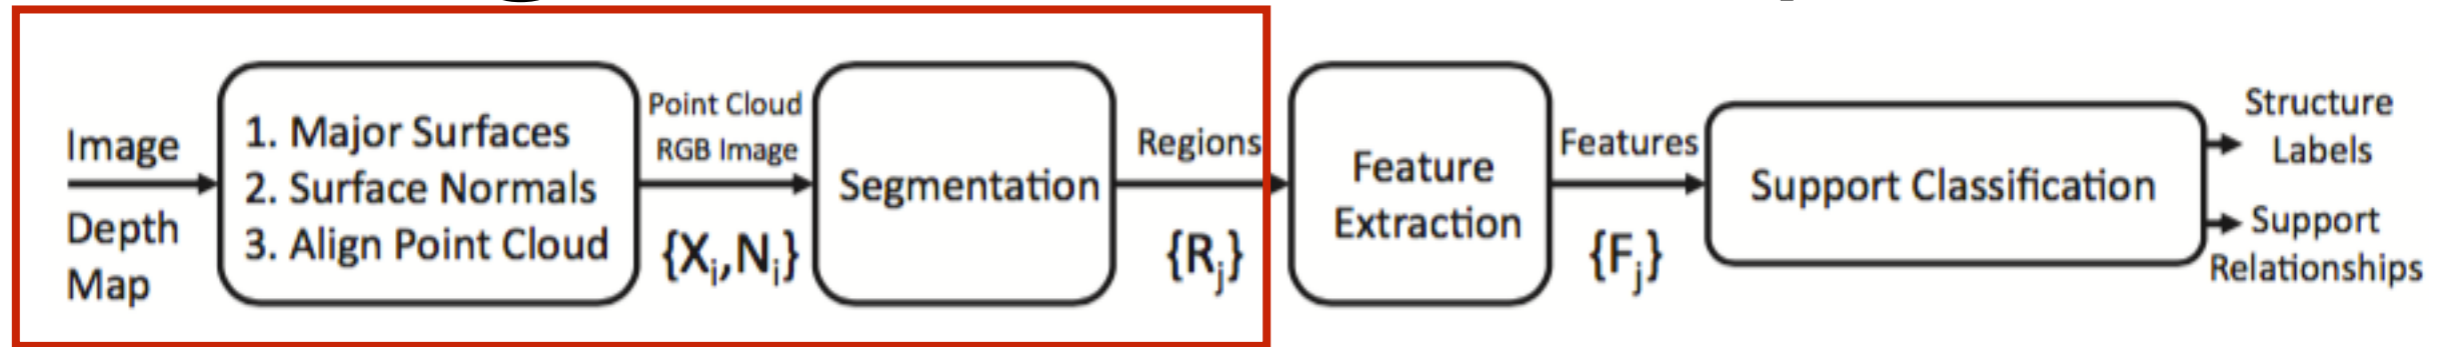 Image
Depth
Map
1. Major Surfaces
2. Surface Normals
3. Align Point Cloud
Point Cloud
RGB Image
{Xi,Ni}
Segmentation
Regions
{Rj}
Feature
Extraction
Features
{Fj}
Support Classification
Structure
Labels
Support
Relationships